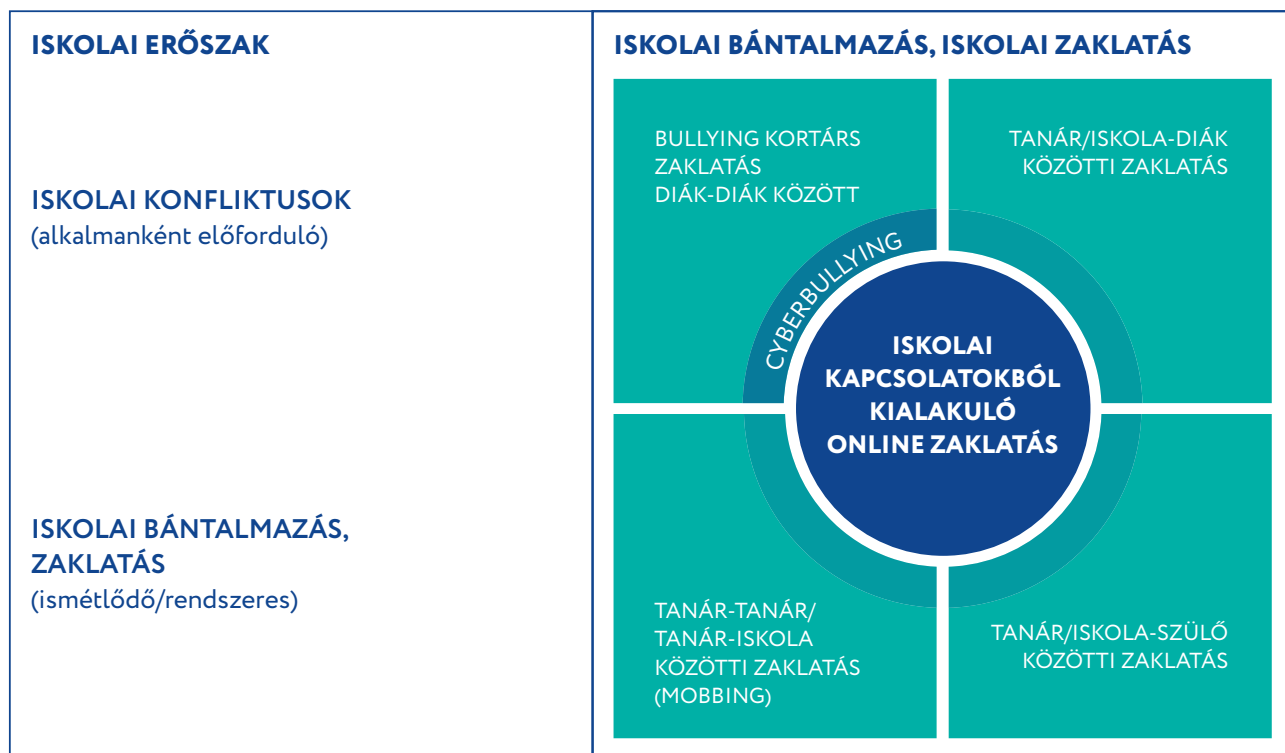 ISKOLAI ERŐSZAK
ISKOLAI KONFLIKTUSOK
(alkalmanként előforduló)
ISKOLAI BÁNTALMAZÁS,
ZAKLATÁS
(ismétlődő/rendszeres)
ISKOLAI BÁNTALMAZÁS, ISKOLAI ZAKLATÁS
BULLYING KORTÁRS
ZAKLATÁS
DIÁK-DIÁK KÖZÖTT
TANÁR/ISKOLA-DIÁK
KÖZÖTTI ZAKLATÁS
CYBERBULLYING
ISKOLAI
KAPCSOLATOKBÓL
KIALAKULÓ
ONLINE ZAKLATÁS
TANÁR-TANÁR/
TANÁR-ISKOLA
KÖZÖTTI ZAKLATÁS
(MOBBING)
TANÁR/ISKOLA-SZÜLŐ
KÖZÖTTI ZAKLATÁS